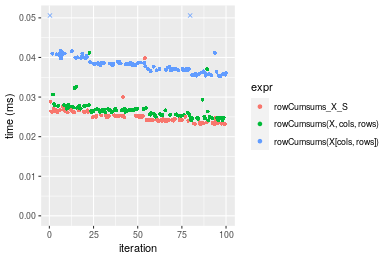 0.05
0.04
0.03
0.02
0.01
0.00
time (ms)
0
25
50
75
100
iteration
expr
rowCumsums_X_S
rowCumsums(X, cols, rows)
rowCumsums(X[cols, rows])